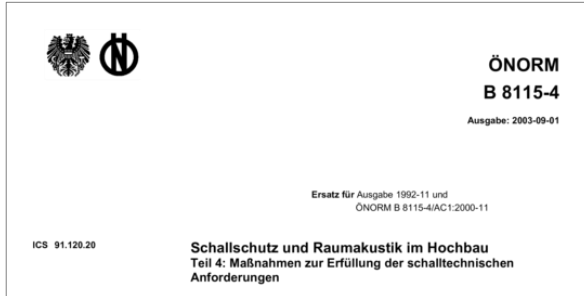 ÖNORM
B 8115-4
Ausgabe: 2003-09-01
Ersatz für Ausgabe 1992-11 und
ÖNORM B 8115-4/AC1:2000-11
ICS 91.120.20
Schallschutz und Raumakustik im Hochbau
Teil 4: Maßnahmen zur Erfüllung der schalltechnischen
Anforderungen